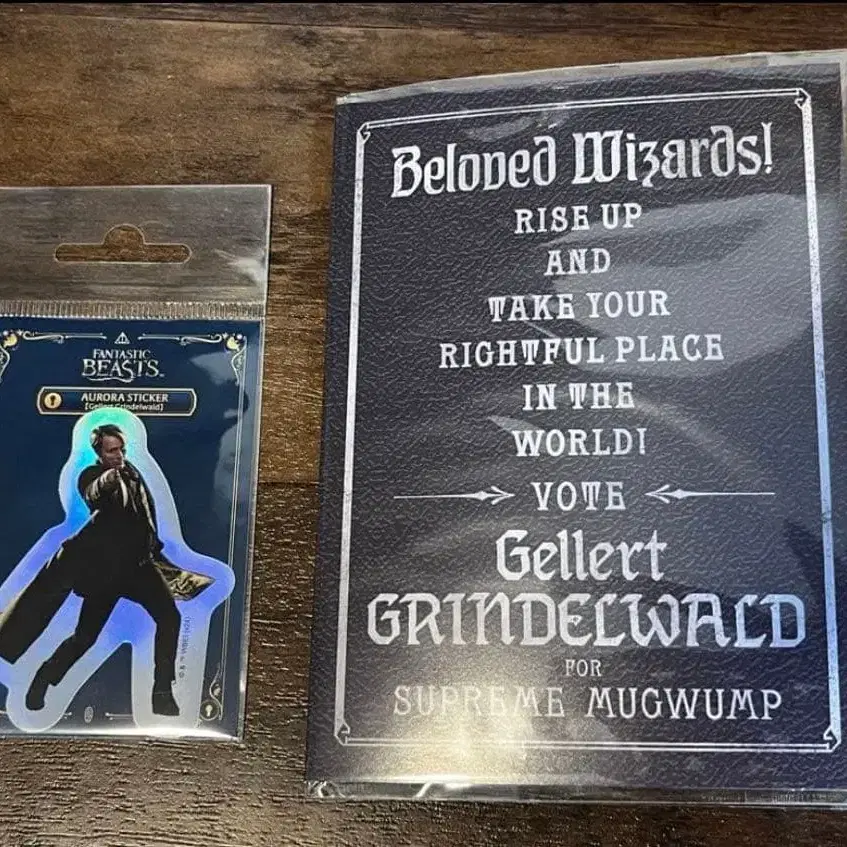 FANTASTIC
BEASTS™
AURORA STICKER
[Gellert Grindelwald]
Beloved Wizards!
RISE UP
AND
TAKE YOUR
RIGHTFUL PLACE
IN THE
WORLD!
VOTE
Gellert
GRINDELWALD
FOR
SUPREME MUGWUMP